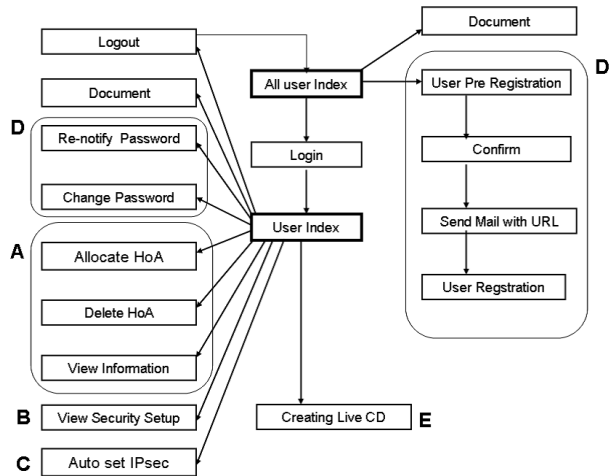 Document
Logout
D
All user Index
User Pre Registration
Document
D
Re-notify Password
Login
Confirm
Change Password
User Index
Send Mail with URL
A
Allocate HoA
User Regstration
Delete HoA
View Information
B
View Security Setup
Creating Live CD
E
C
Auto set IPsec